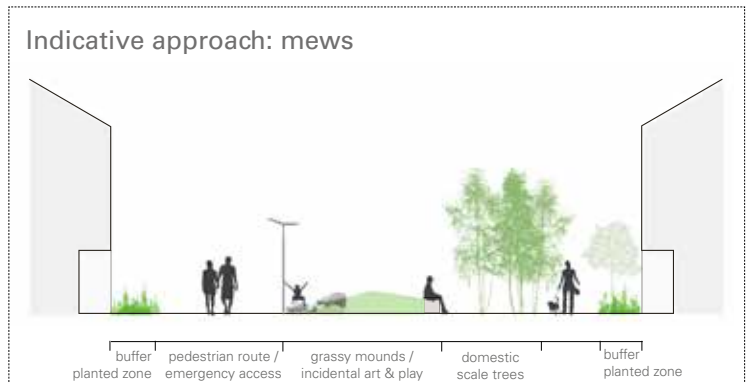 Indicative approach: mews
buffer
planted zone
pedestrian route /
emergency access
grassy mounds /
incidental art & play
domestic
scale trees
buffer
planted zone